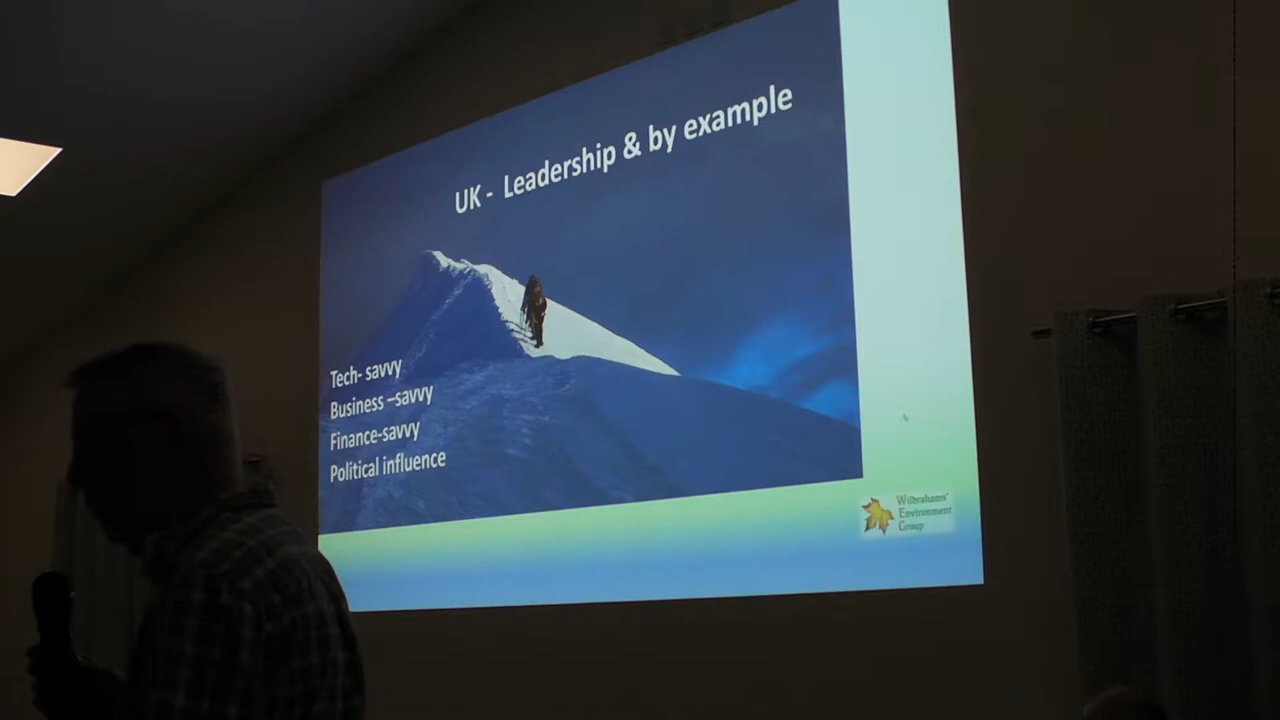 UK - Leadership & by example
Tech- savvy
Business –savvy
Finance-savvy
Political influence
Wilbrahams'
Environment
Group